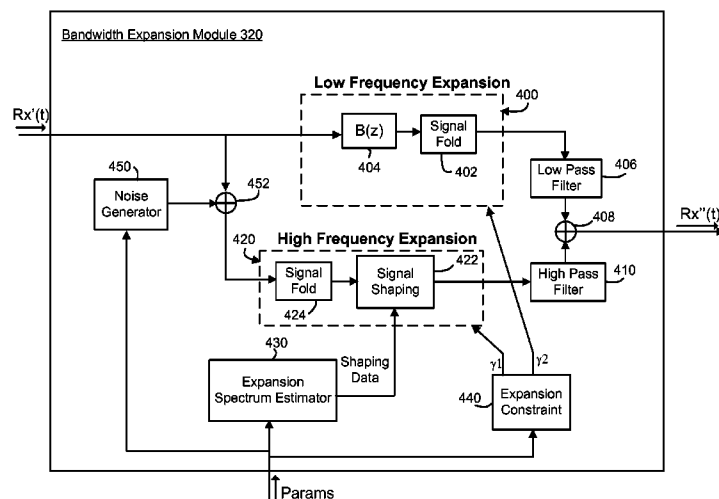 Bandwidth Expansion Module 320
Low Frequency Expansion
400
Rx'(t)
B(z)
404
Signal
Fold
402
450
Noise
Generator
452
Low Pass
Filter
406
408
Rx''(t)
High Frequency Expansion
420
Signal
Fold
424
422
Signal
Shaping
High Pass
Filter
410
430
Expansion
Spectrum Estimator
Shaping
Data
γ1
γ2
440
Expansion
Constraint
Params